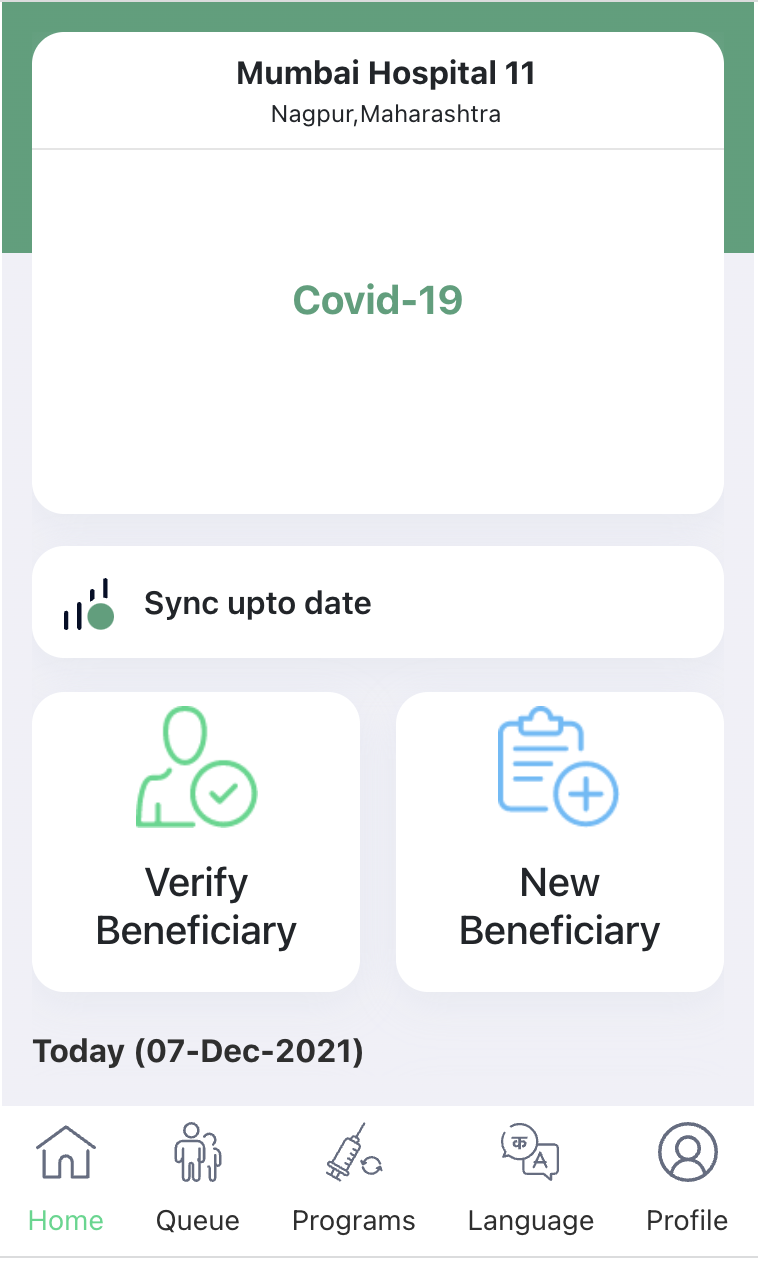 Mumbai Hospital 11
Nagpur,Maharashtra
Covid-19
Sync upto date
Verify
Beneficiary
New
Beneficiary
Today (07-Dec-2021)
क
A
Home
Queue
Programs
Language
Profile